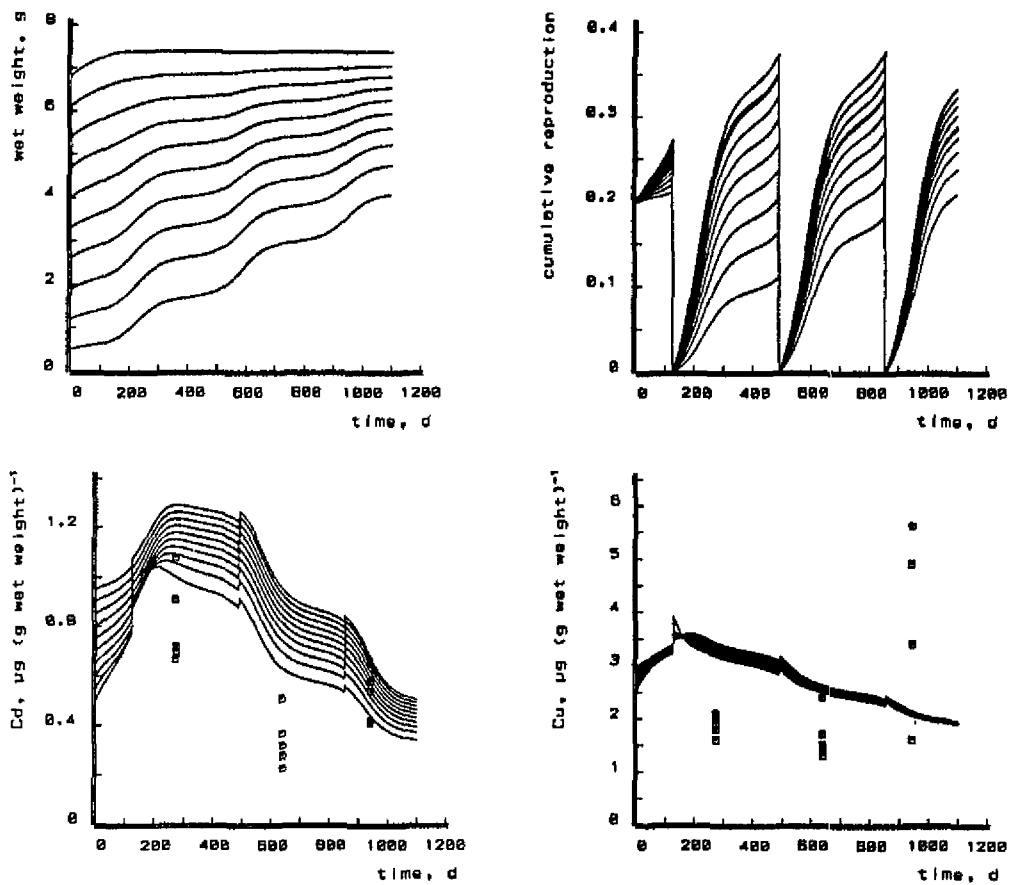 wet weight, g
8
6
4
2
0
0 200 400 600 800 1000 1200
time, d
cumulative reproduction
0.4
0.3
0.2
0.1
0
0 200 400 600 800 1000 1200
time, d
Cd, µg (g wet weight)⁻¹
1.2
0.8
0.4
0
0 200 400 600 800 1000 1200
time, d
Cu, µg (g wet weight)⁻¹
6
5
4
3
2
1
0
0 200 400 600 800 1000 1200
time, d